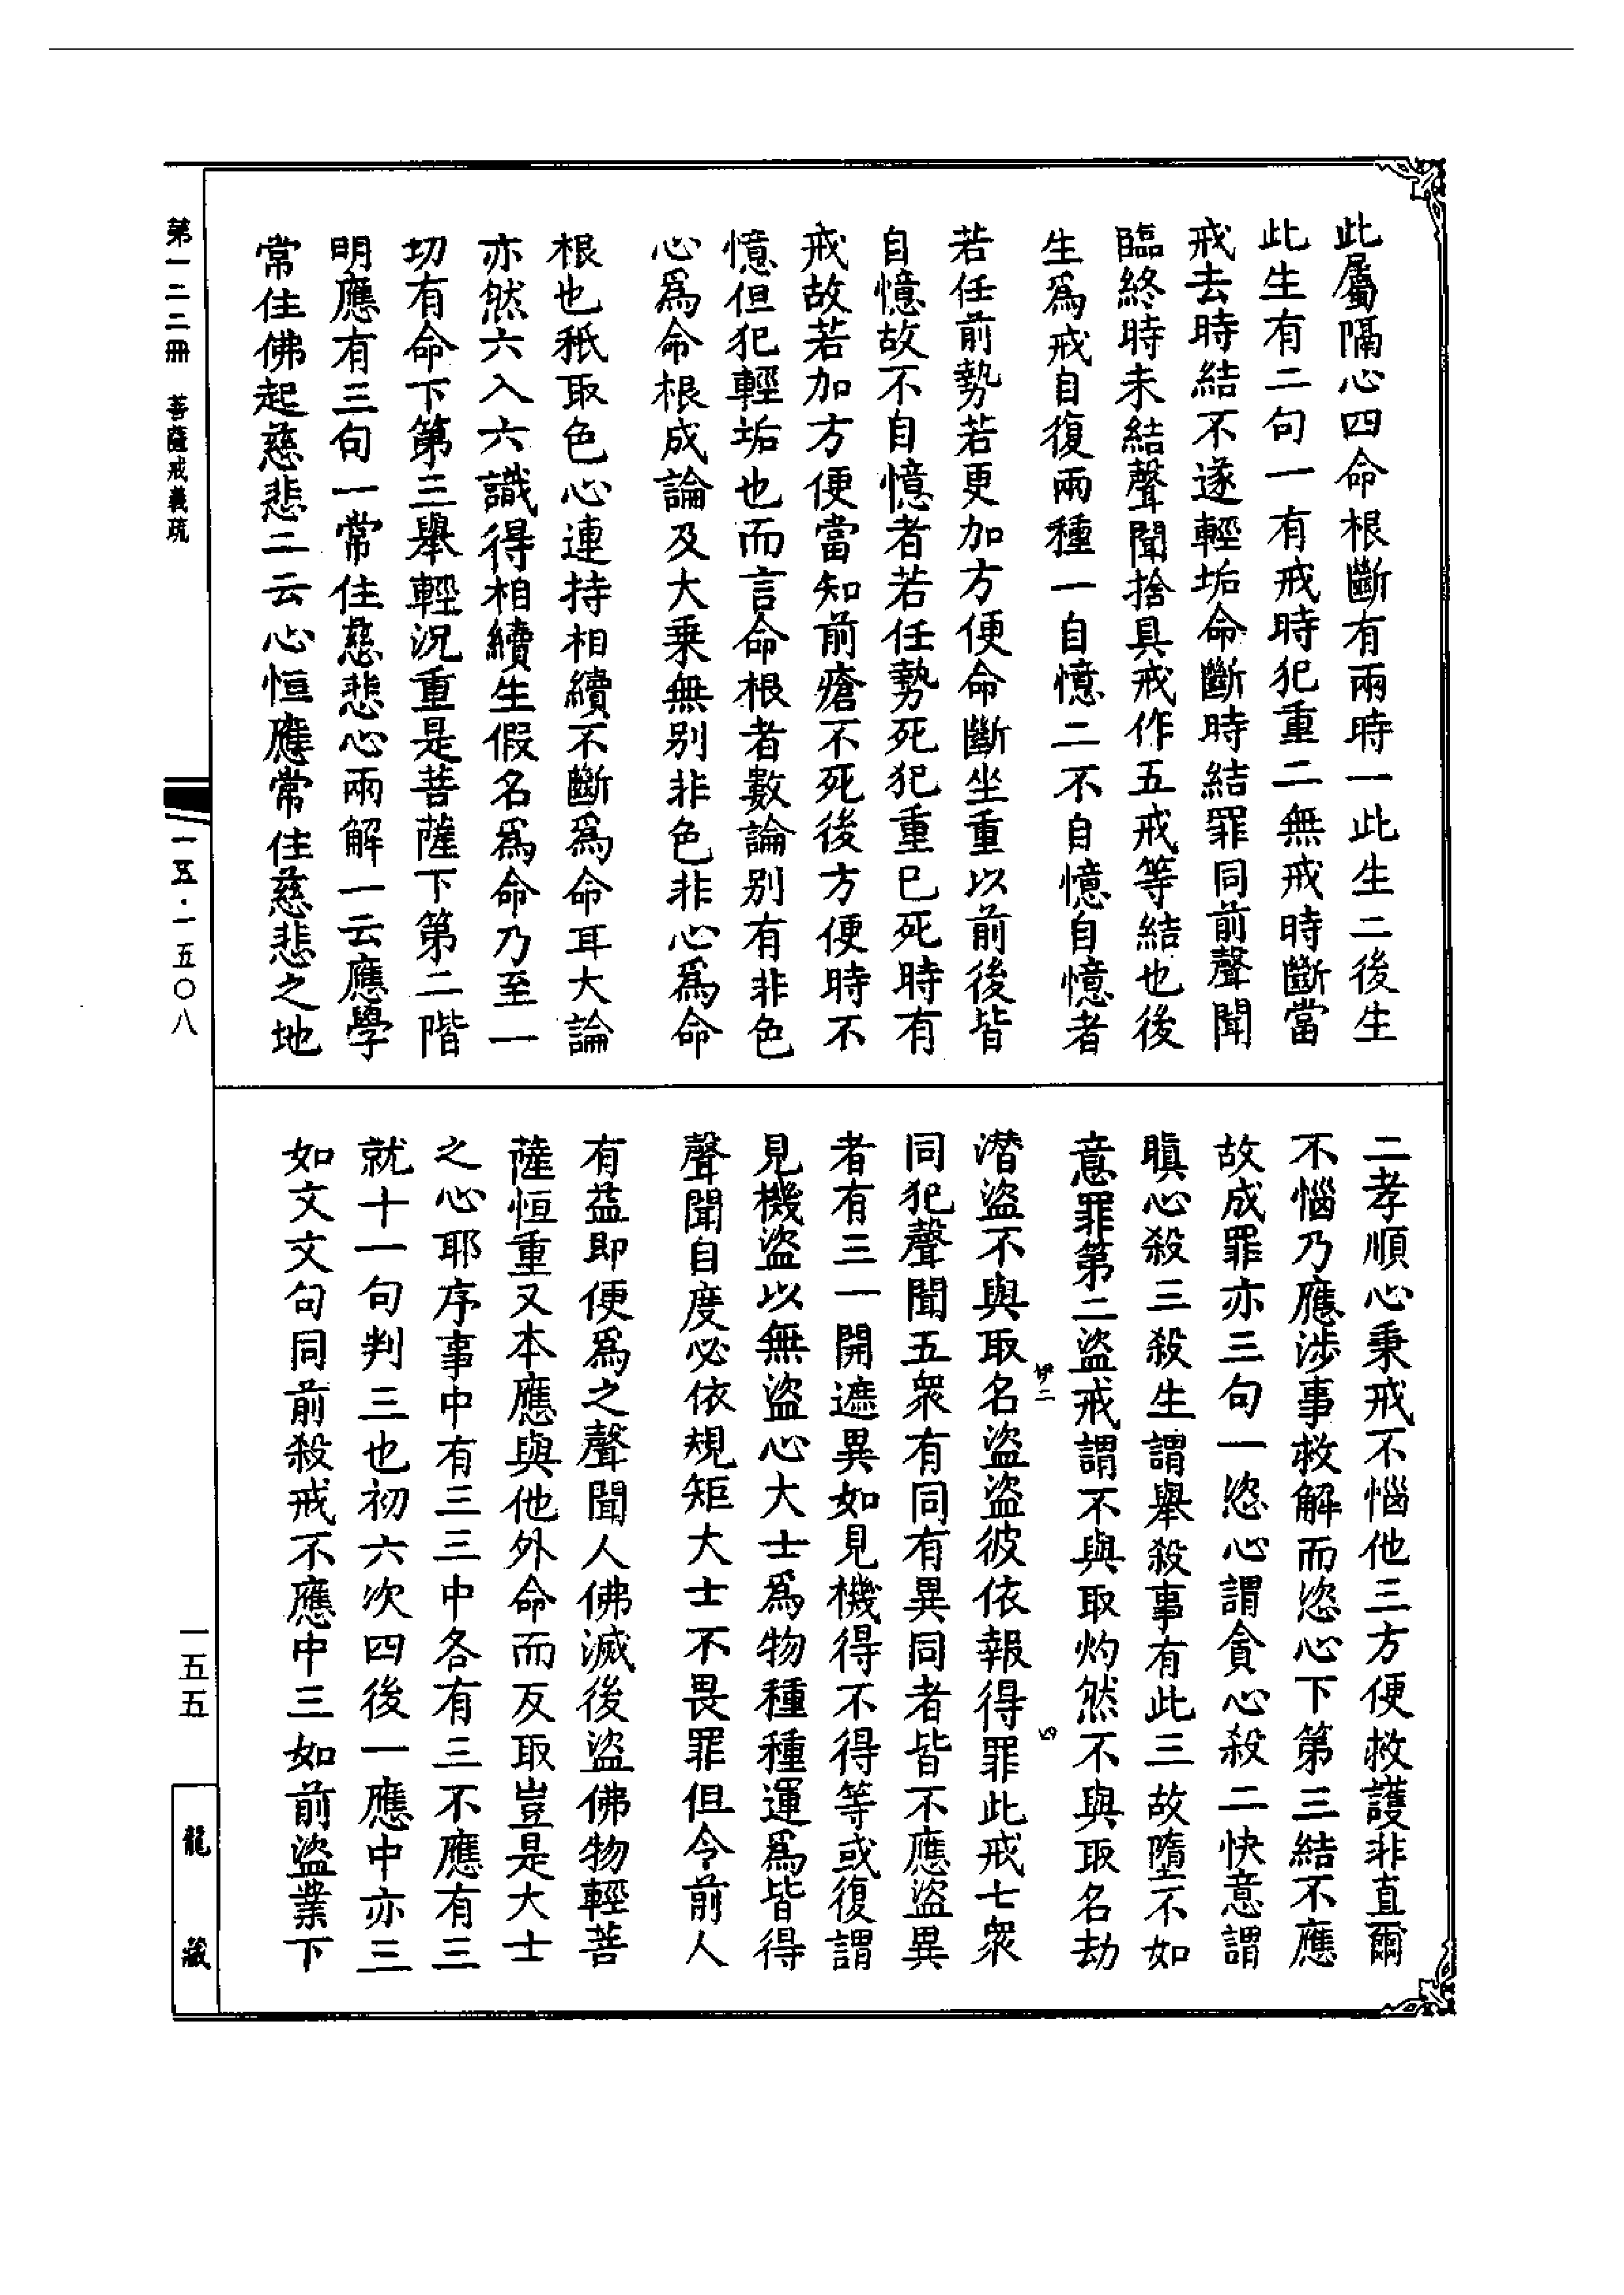 此屬隔心四命根斷有兩時一此生二後生
此生有二句一有戒時犯重二無戒時斷當
戒去時結不遂輕垢命斷時結罪同前聲聞
臨終時未結聲聞捨具戒作五戒等結也後
生爲戒自復兩種一自憶二不自憶自憶者
若任前勢若更加方便命斷坐重以前後皆
自憶故不自憶者若任勢死犯重已死時有
戒故若加方便當知前瘡不死後方便時不
憶但犯輕垢也而言命根者數論別有非色
心爲命根成論及大乘無別非色非心爲命
根也秖取色心連持相續不斷爲命耳大論
亦然六入六識得相續生假名爲命乃至一
切有命下第三舉輕況重是菩薩下第二階
明應有三句一常住慈悲心兩解一云應學
常住佛起慈悲二云心恒應常住慈悲之地
二孝順心秉戒不惱他三方便救護非直爾
不惱乃應涉事救解而恣心下第三結不應
故成罪亦三句一恣心謂貪心殺二快意謂
瞋心殺三殺生謂舉殺事有此三故墮不如
意罪第二盜戒謂不與取灼然不與取名劫
潛盜不與取名盜盜彼依報得罪此戒七衆
同犯聲聞五衆有同有異同者皆不應盜異
者有三一開遮異如見機得不得等或復謂
見機盜以無盜心大士爲物種種運爲皆得
聲聞自度必依規矩大士不畏罪但令前人
有益即便爲之聲聞人佛滅後盜佛物輕菩
薩恒重又本應與他外命而反取豈是大士
之心耶序事中有三三中各有三不應有三
就十一句判三也初六次四後一應中亦三
如文文句同前殺戒不應中三如前盜業下
廿二
四
第一二二冊 菩薩戒義疏
一五·一五〇八
一五五
龍藏